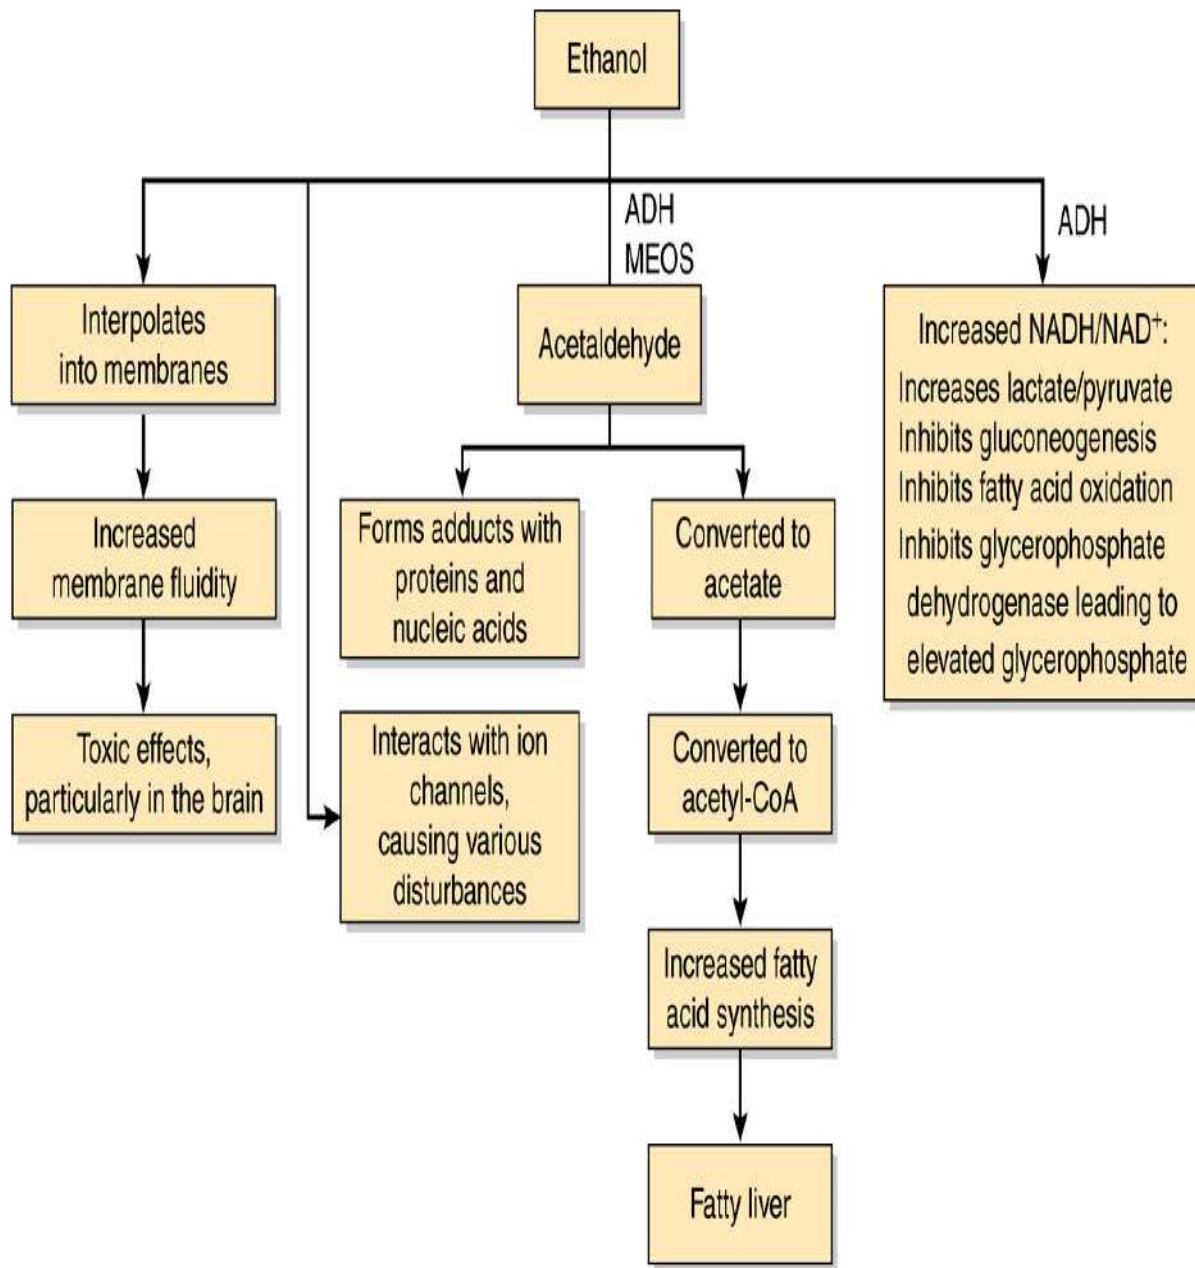 Ethanol
ADH
MEOS
ADH
Interpolates
into membranes
Acetaldehyde
Increased NADH/NAD⁺:
Increases lactate/pyruvate
Inhibits gluconeogenesis
Inhibits fatty acid oxidation
Inhibits glycerophosphate
dehydrogenase leading to
elevated glycerophosphate
Increased
membrane fluidity
Forms adducts with
proteins and
nucleic acids
Converted to
acetate
Toxic effects,
particularly in the brain
Interacts with ion
channels,
causing various
disturbances
Converted to
acetyl-CoA
Increased fatty
acid synthesis
Fatty liver